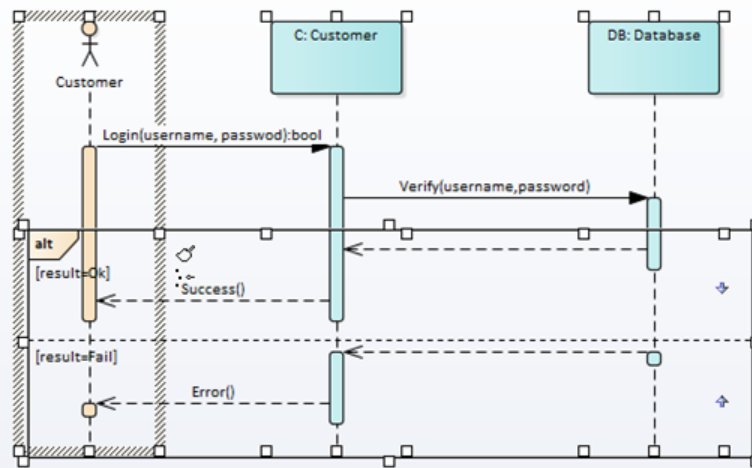 C: Customer
DB: Database
Customer
Login(username, passwod):bool
Verify(username,password)
alt
[result=Ok]
Success()
[result=Fail]
Error()